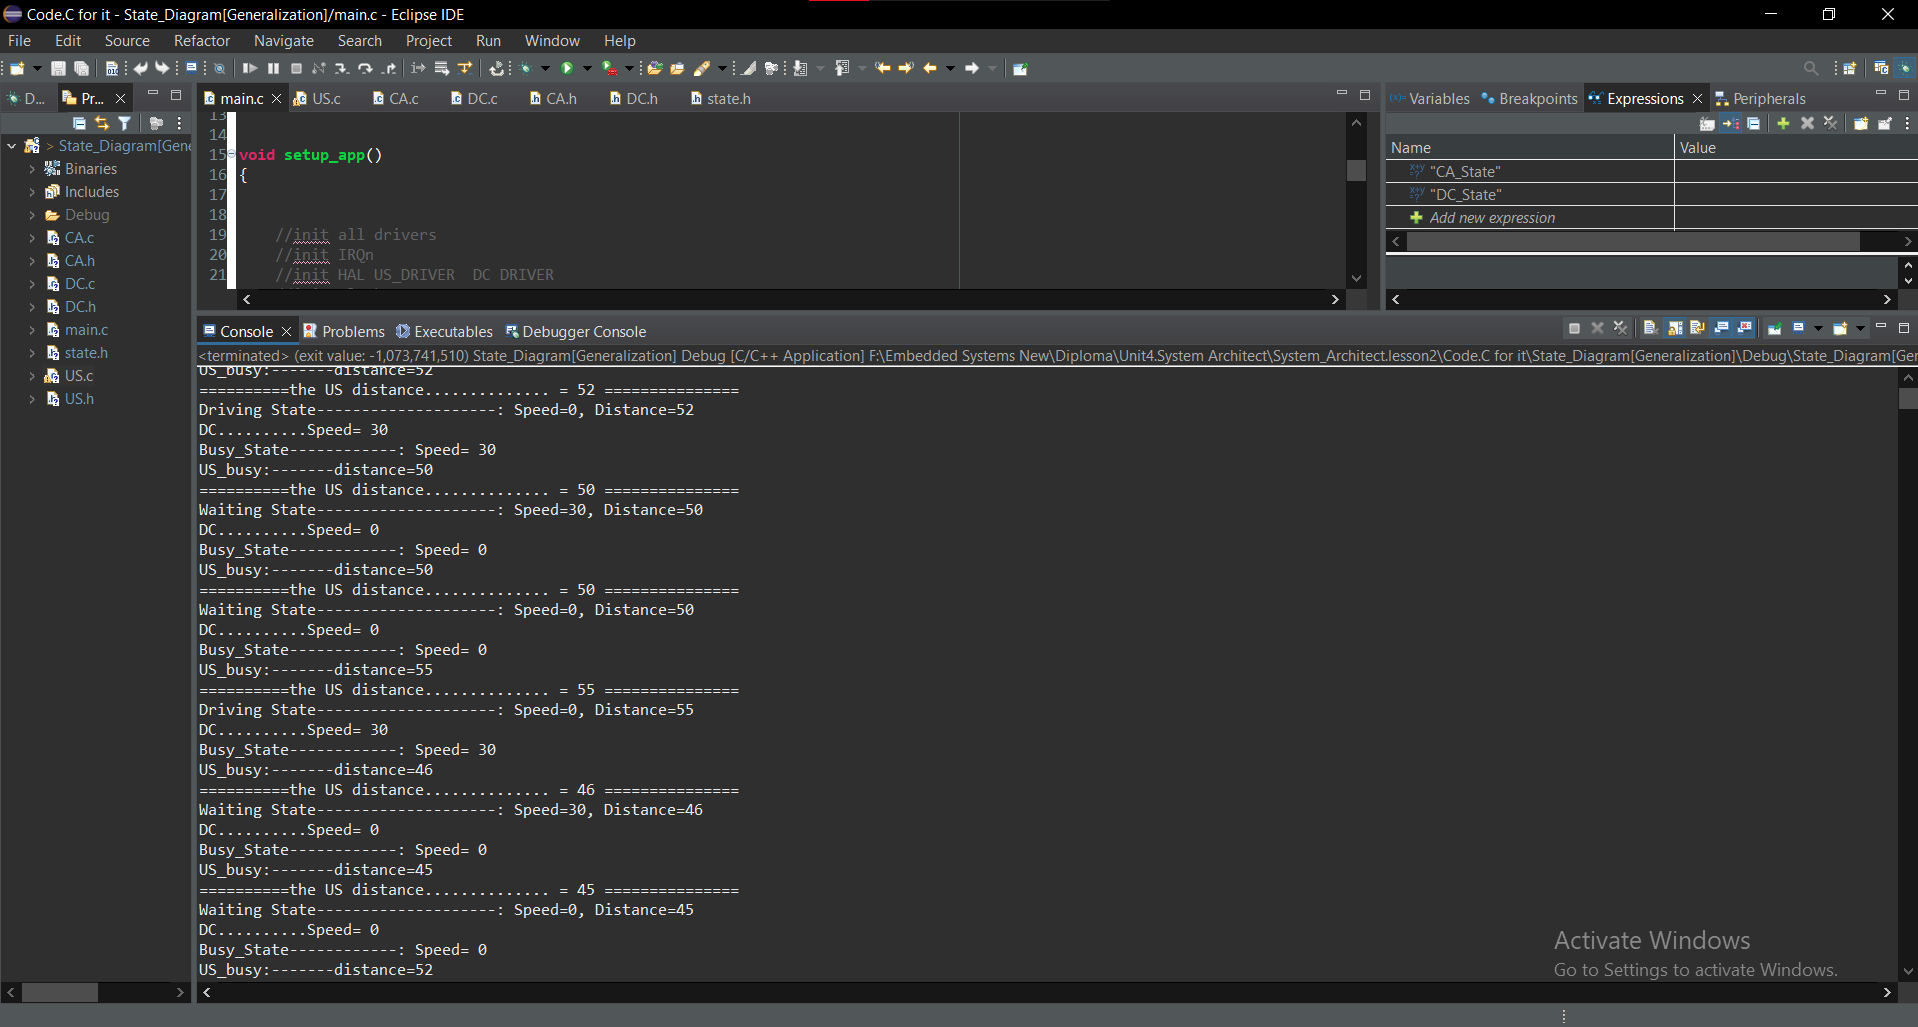 Code.C for it - State_Diagram[Generalization]/main.c - Eclipse IDE
File Edit Source Refactor Navigate Search Project Run Window Help
D... Pr... main.c US.c CA.c DC.c CA.h DC.h state.h
Variables Breakpoints Expressions Peripherals
> State_Diagram[Gene
Binaries
Includes
Debug
CA.c
CA.h
DC.c
DC.h
main.c
state.h
US.c
US.h
13
14
15 void setup_app()
16 {
17
18
19 //init all drivers
20 //init IRQn
21 //init HAL US_DRIVER  DC DRIVER
Name Value
"CA_State"
"DC_State"
Add new expression
Console Problems Executables Debugger Console
<terminated> (exit value: -1,073,741,510) State_Diagram[Generalization] Debug [C/C++ Application] F:\Embedded Systems New\Diploma\Unit4.System Architect\System_Architect.lesson2\Code.C for it\State_Diagram[Generalization]\Debug\State_Diagram[Ger
US_busy:-------distance=52
==========the US distance.............. = 52 ===============
Driving State--------------------: Speed=0, Distance=52
DC..........Speed= 30
Busy_State------------: Speed= 30
US_busy:-------distance=50
==========the US distance.............. = 50 ===============
Waiting State--------------------: Speed=30, Distance=50
DC..........Speed= 0
Busy_State------------: Speed= 0
US_busy:-------distance=50
==========the US distance.............. = 50 ===============
Waiting State--------------------: Speed=0, Distance=50
DC..........Speed= 0
Busy_State------------: Speed= 0
US_busy:-------distance=55
==========the US distance.............. = 55 ===============
Driving State--------------------: Speed=0, Distance=55
DC..........Speed= 30
Busy_State------------: Speed= 30
US_busy:-------distance=46
==========the US distance.............. = 46 ===============
Waiting State--------------------: Speed=30, Distance=46
DC..........Speed= 0
Busy_State------------: Speed= 0
US_busy:-------distance=45
==========the US distance.............. = 45 ===============
Waiting State--------------------: Speed=0, Distance=45
DC..........Speed= 0
Busy_State------------: Speed= 0
US_busy:-------distance=52
Activate Windows
Go to Settings to activate Windows.